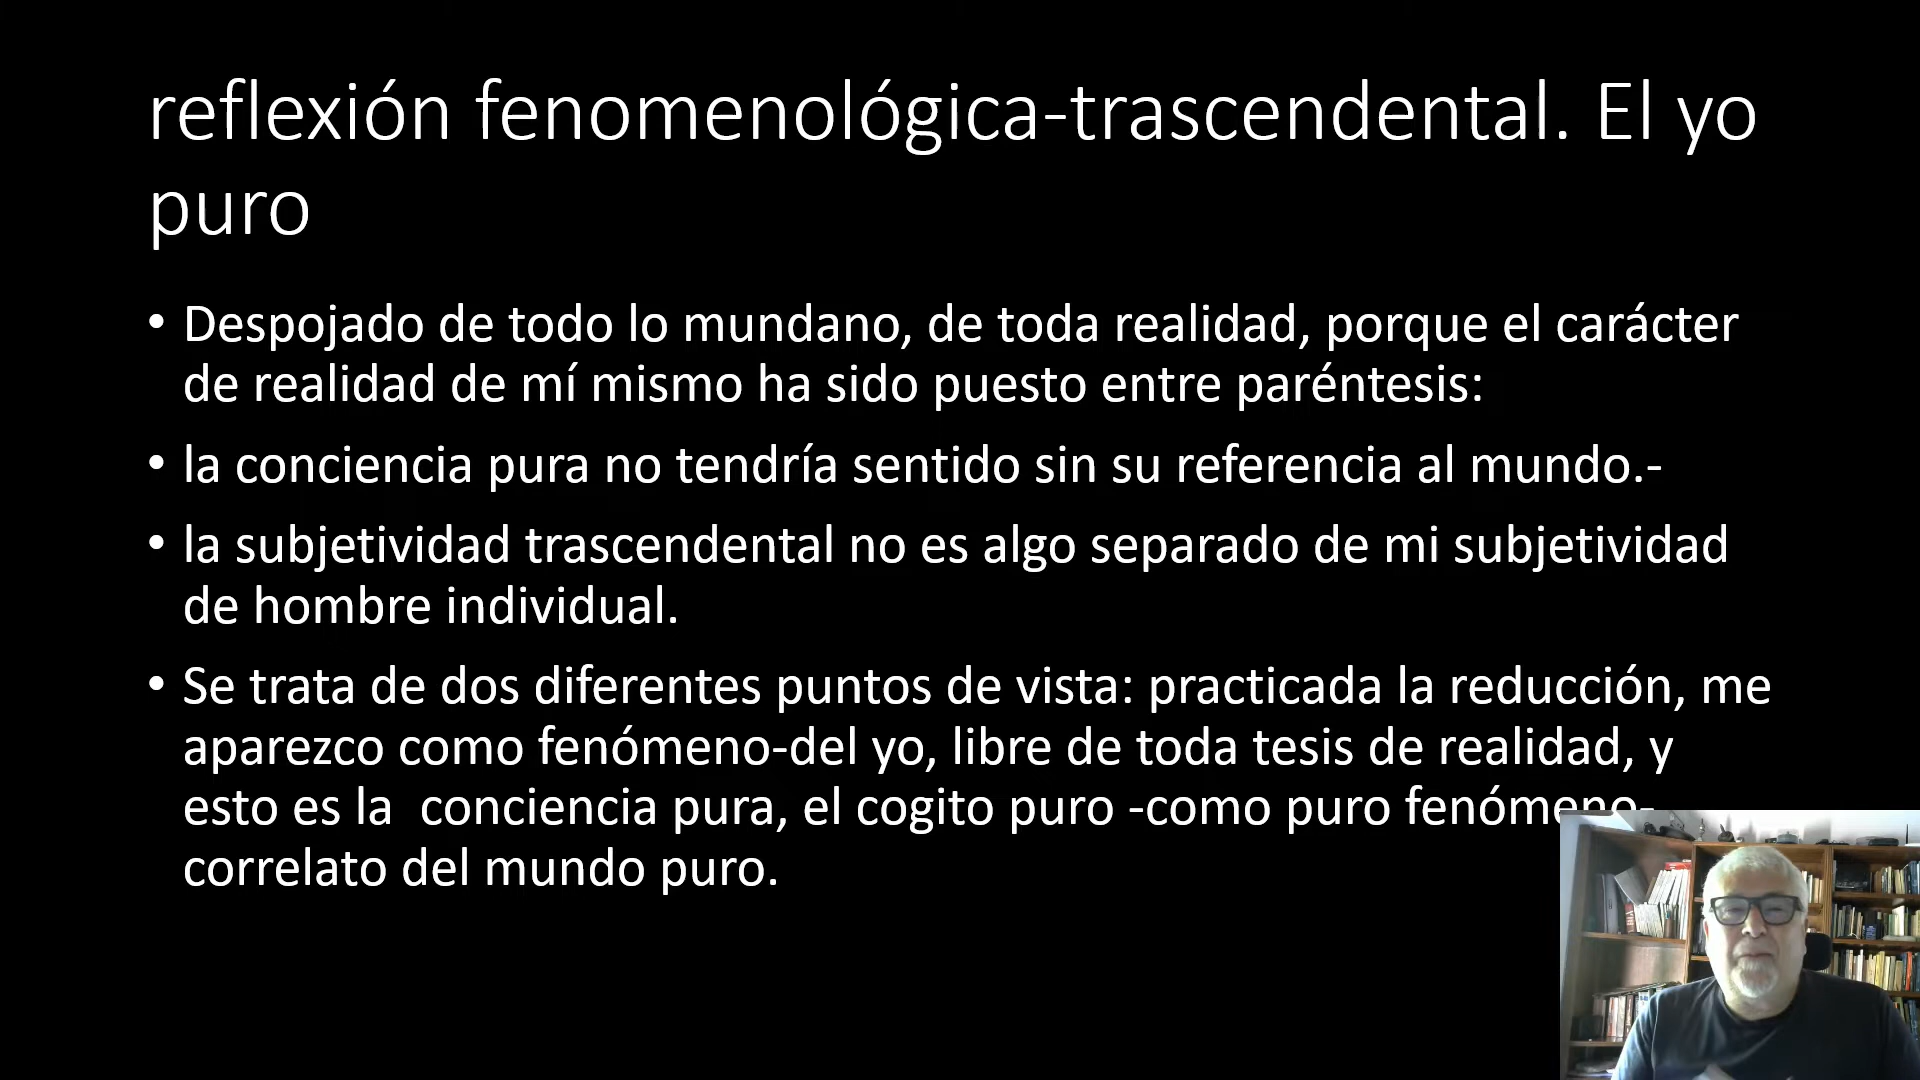 reflexión fenomenológica-trascendental. El yo
puro
• Despojado de todo lo mundano, de toda realidad, porque el carácter
de realidad de mí mismo ha sido puesto entre paréntesis:
• la conciencia pura no tendría sentido sin su referencia al mundo.-
• la subjetividad trascendental no es algo separado de mi subjetividad
de hombre individual.
• Se trata de dos diferentes puntos de vista: practicada la reducción, me
aparezco como fenómeno-del yo, libre de toda tesis de realidad, y
esto es la  conciencia pura, el cogito puro -como puro fenómeno-
correlato del mundo puro.